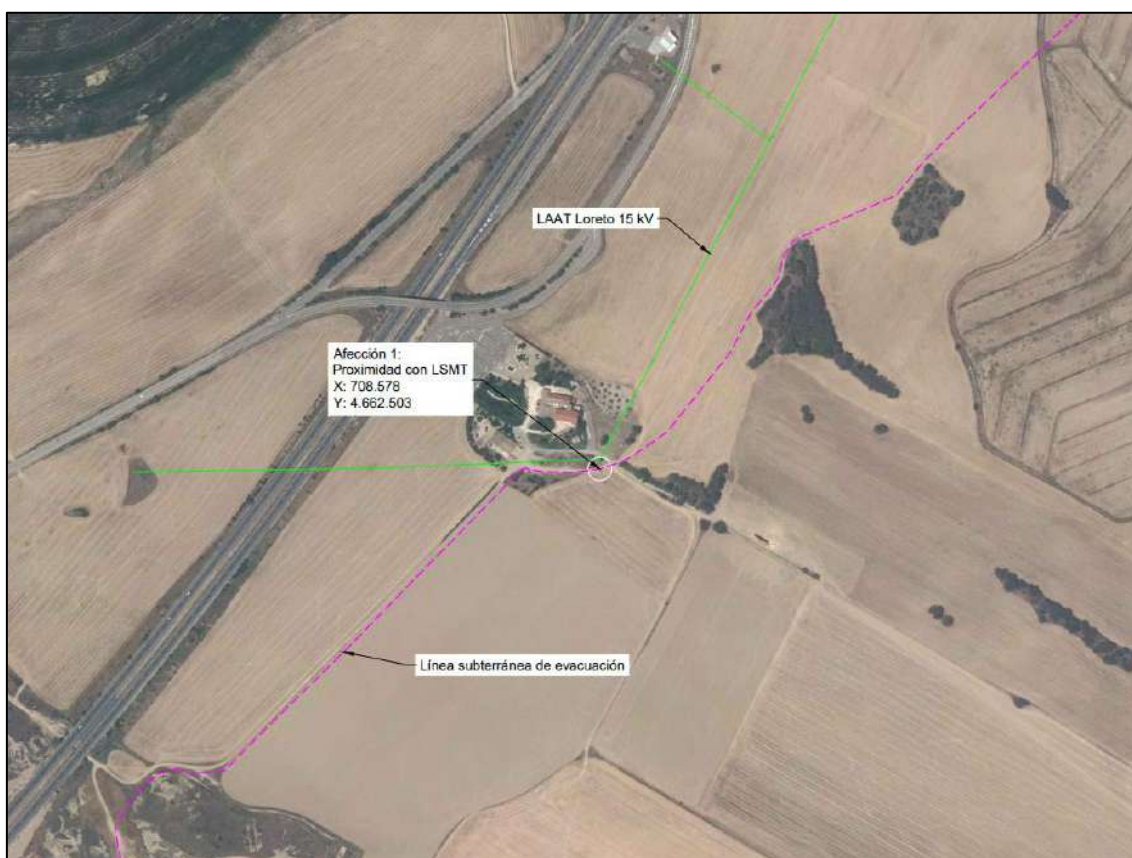 LAAT Loreto 15 kV
Afección 1:
Proximidad con LSMT
X: 708.578
Y: 4.662.503
Línea subterránea de evacuación